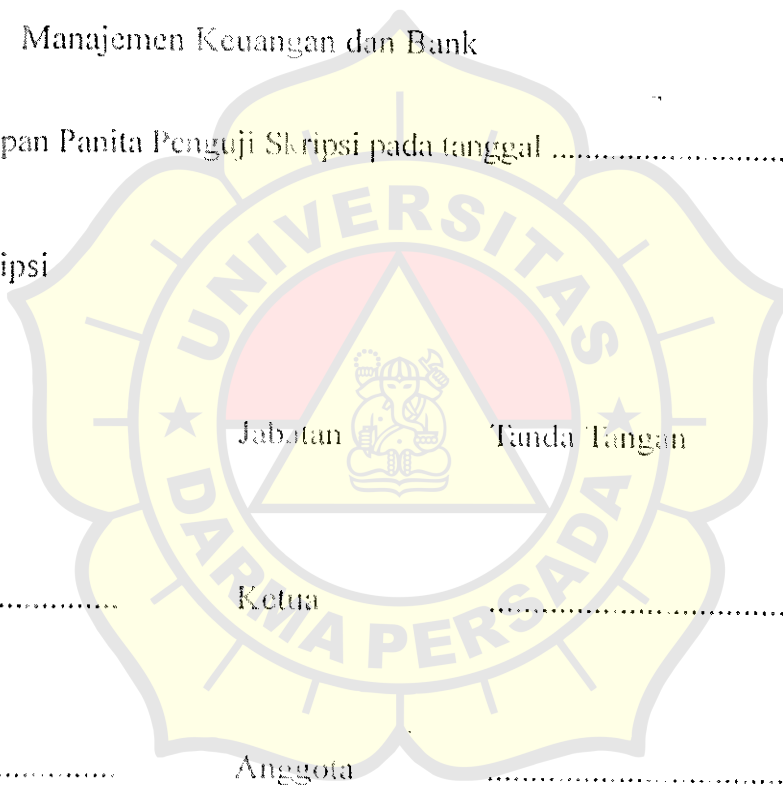 Manajemen Keuangan dan Bank
pan Panita Penguji Skripsi pada tanggal ..............................
ipsi
UNIVERSITAS
Jabatan Tanda Tangan
DARMA PERSADA
................ Ketua ........................................
................ Anggota ........................................